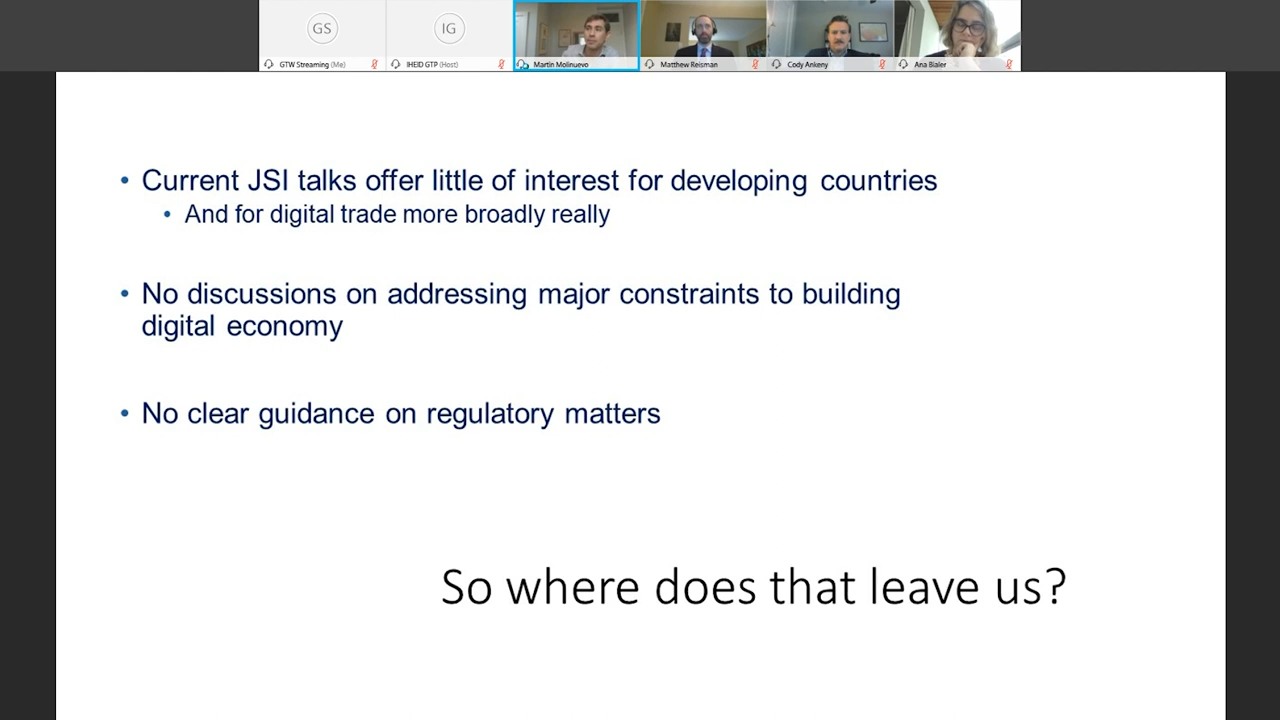 GS
IG
GTW Streaming (Me)
IHEID GTP (Host)
Martin Molinuevo
Matthew Reisman
Cody Ankeny
Ana Bialer
• Current JSI talks offer little of interest for developing countries
• And for digital trade more broadly really
• No discussions on addressing major constraints to building
digital economy
• No clear guidance on regulatory matters
So where does that leave us?